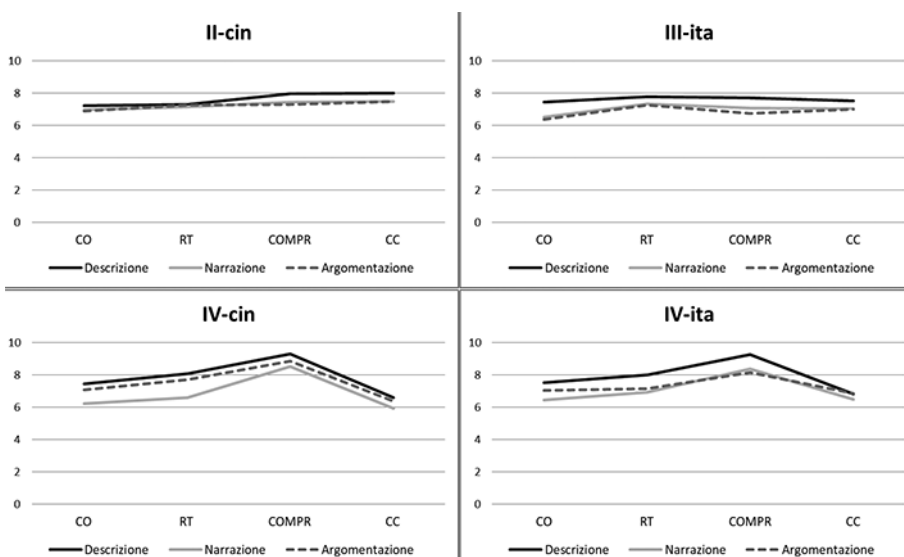 II-cin
10
8
6
4
2
0
CO RT COMPR CC
Descrizione Narrazione Argomentazione
III-ita
10
8
6
4
2
0
CO RT COMPR CC
Descrizione Narrazione Argomentazione
IV-cin
10
8
6
4
2
0
CO RT COMPR CC
Descrizione Narrazione Argomentazione
IV-ita
10
8
6
4
2
0
CO RT COMPR CC
Descrizione Narrazione Argomentazione